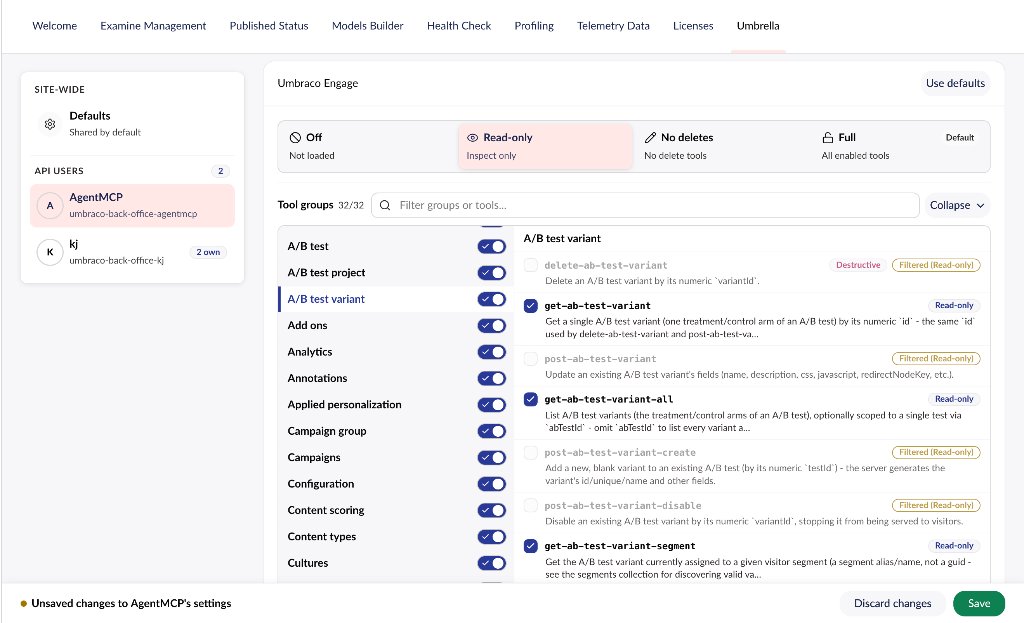 Welcome
Examine Management
Published Status
Models Builder
Health Check
Profiling
Telemetry Data
Licenses
Umbrella
SITE-WIDE
Defaults
Shared by default
API USERS
2
A
AgentMCP
umbraco-back-office-agentmcp
K
kj
umbraco-back-office-kj
2 own
Umbraco Engage
Use defaults
Off
Not loaded
Read-only
Inspect only
No deletes
No delete tools
Full
All enabled tools
Default
Tool groups 32/32
Filter groups or tools...
Collapse
A/B test
A/B test project
A/B test variant
Add ons
Analytics
Annotations
Applied personalization
Campaign group
Campaigns
Configuration
Content scoring
Content types
Cultures
A/B test variant
delete-ab-test-variant
Destructive
Filtered (Read-only)
Delete an A/B test variant by its numeric `variantId`.
get-ab-test-variant
Read-only
Get a single A/B test variant (one treatment/control arm of an A/B test) by its numeric `id` - the same `id`
used by delete-ab-test-variant and post-ab-test-va...
post-ab-test-variant
Filtered (Read-only)
Update an existing A/B test variant's fields (name, description, css, javascript, redirectNodeKey, etc.).
get-ab-test-variant-all
Read-only
List A/B test variants (the treatment/control arms of an A/B test), optionally scoped to a single test via
`abTestId` - omit `abTestId` to list every variant a...
post-ab-test-variant-create
Filtered (Read-only)
Add a new, blank variant to an existing A/B test (by its numeric `testId`) - the server generates the
variant's id/unique/name and other fields.
post-ab-test-variant-disable
Filtered (Read-only)
Disable an existing A/B test variant by its numeric `variantId`, stopping it from being served to visitors.
get-ab-test-variant-segment
Read-only
Get the A/B test variant currently assigned to a given visitor segment (a segment alias/name, not a guid -
see the segments collection for discovering valid va...
Unsaved changes to AgentMCP's settings
Discard changes
Save